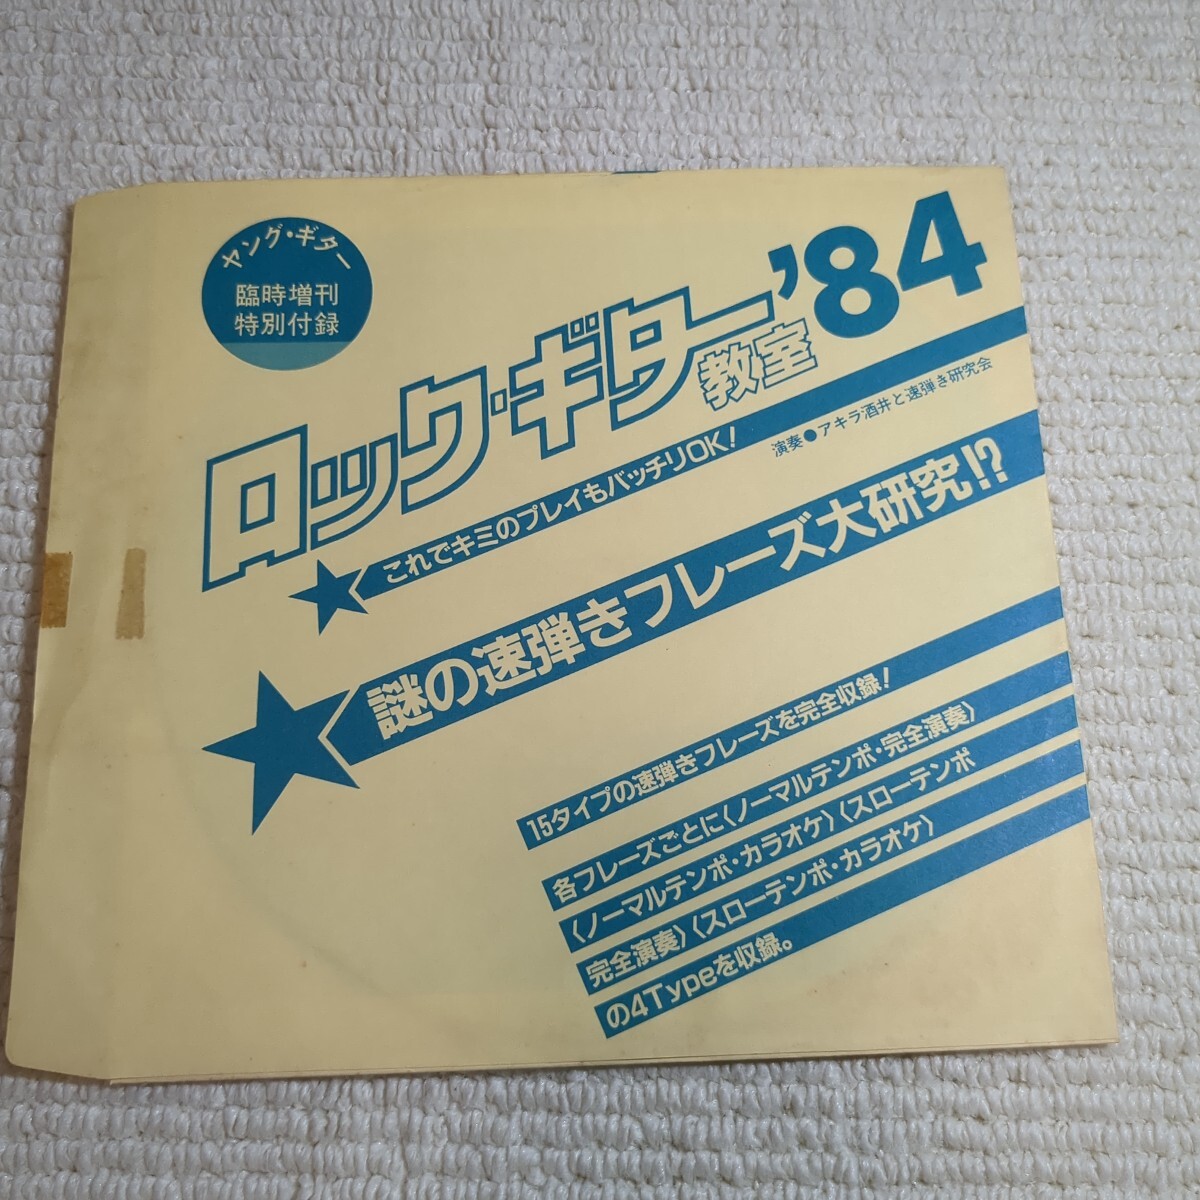 ヤング・ギター
臨時増刊
特別付録
ロック・ギター教室'84
演奏●アキラ酒井と速弾き研究会
これでキミのプレイもバッチリOK!
謎の速弾きフレーズ大研究!?
15タイプの速弾きフレーズを完全収録!
各フレーズごとに〈ノーマルテンポ・完全演奏〉
〈ノーマルテンポ・カラオケ〉〈スローテンポ
完全演奏〉〈スローテンポ・カラオケ〉
の4Typeを収録。